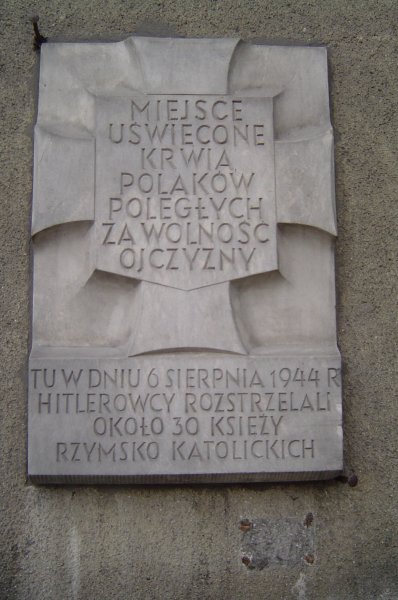 MIEJSCE
UŚWIĘCONE
KRWIĄ
POLAKÓW
POLEGŁYCH
ZA WOLNOŚĆ
OJCZYZNY
TU W DNIU 6 SIERPNIA 1944 R
HITLEROWCY ROZSTRZELALI
OKOŁO 30 KSIĘŻY
RZYMSKO KATOLICKICH